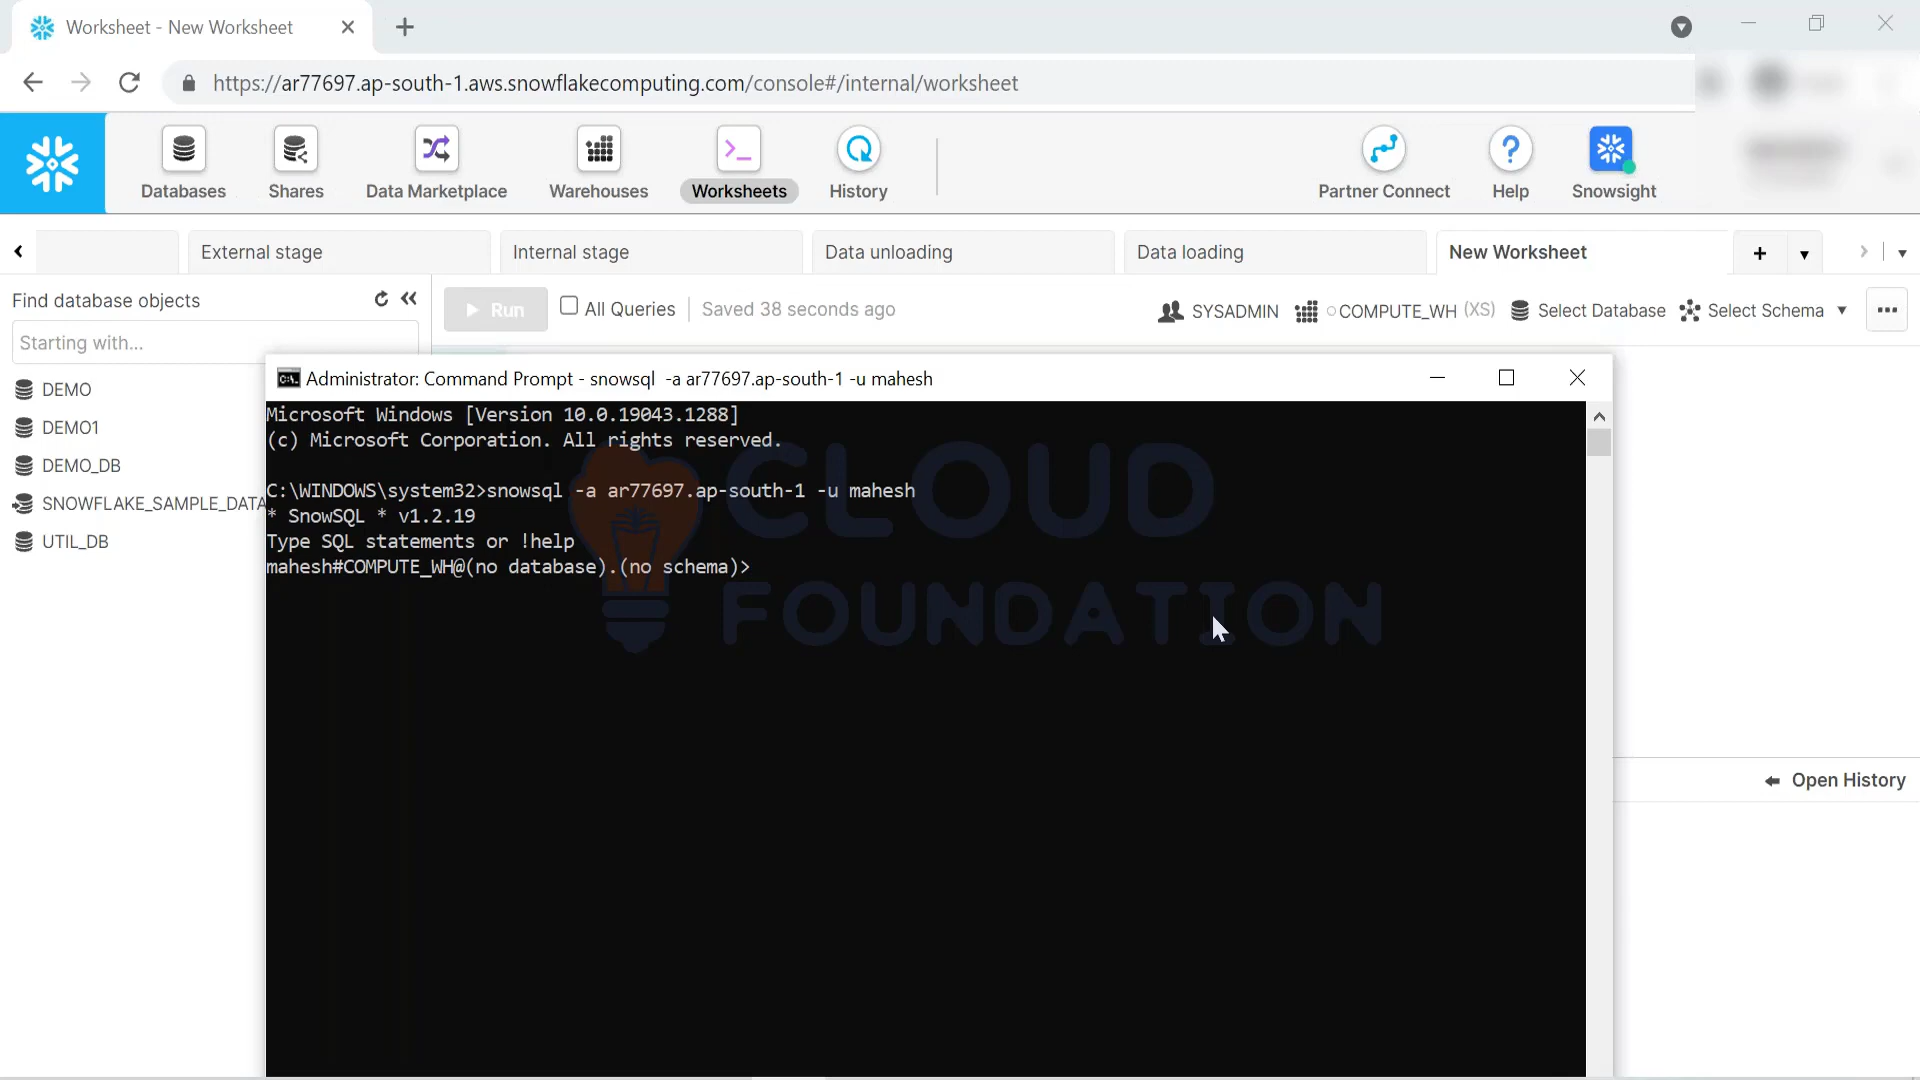 Worksheet - New Worksheet
https://ar77697.ap-south-1.aws.snowflakecomputing.com/console#/internal/worksheet
Databases Shares Data Marketplace Warehouses Worksheets History Partner Connect Help Snowsight
External stage Internal stage Data unloading Data loading New Worksheet
Find database objects
Run All Queries Saved 38 seconds ago SYSADMIN COMPUTE_WH (XS) Select Database Select Schema
Starting with...
DEMO
DEMO1
DEMO_DB
SNOWFLAKE_SAMPLE_DATA
UTIL_DB
Administrator: Command Prompt - snowsql -a ar77697.ap-south-1 -u mahesh
Microsoft Windows [Version 10.0.19043.1288]
(c) Microsoft Corporation. All rights reserved.
C:\WINDOWS\system32>snowsql -a ar77697.ap-south-1 -u mahesh
* SnowSQL * v1.2.19
Type SQL statements or !help
mahesh#COMPUTE_WH@(no database).(no schema)>
CLOUD
FOUNDATION
Open History